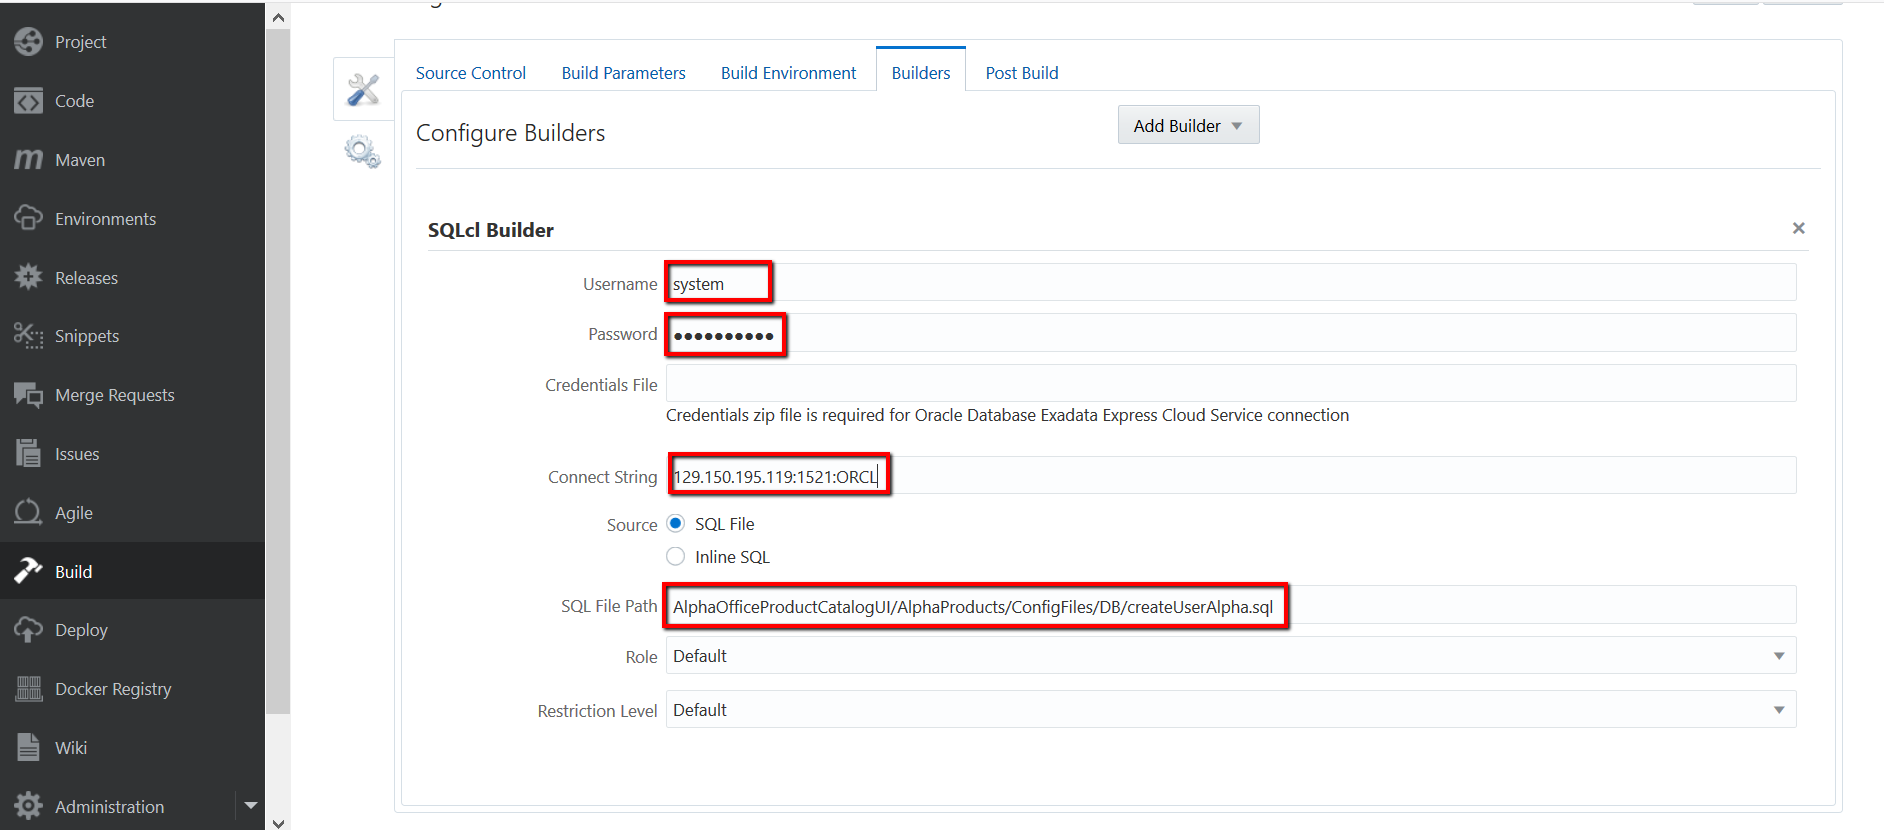 Project
Code
Maven
Environments
Releases
Snippets
Merge Requests
Issues
Agile
Build
Deploy
Docker Registry
Wiki
Administration
Source Control Build Parameters Build Environment Builders Post Build
Configure Builders
Add Builder
SQLcl Builder
Username system
Password ●●●●●●●●●●
Credentials File
Credentials zip file is required for Oracle Database Exadata Express Cloud Service connection
Connect String 129.150.195.119:1521:ORCL
Source SQL File
Inline SQL
SQL File Path AlphaOfficeProductCatalogUI/AlphaProducts/ConfigFiles/DB/createUserAlpha.sql
Role Default
Restriction Level Default